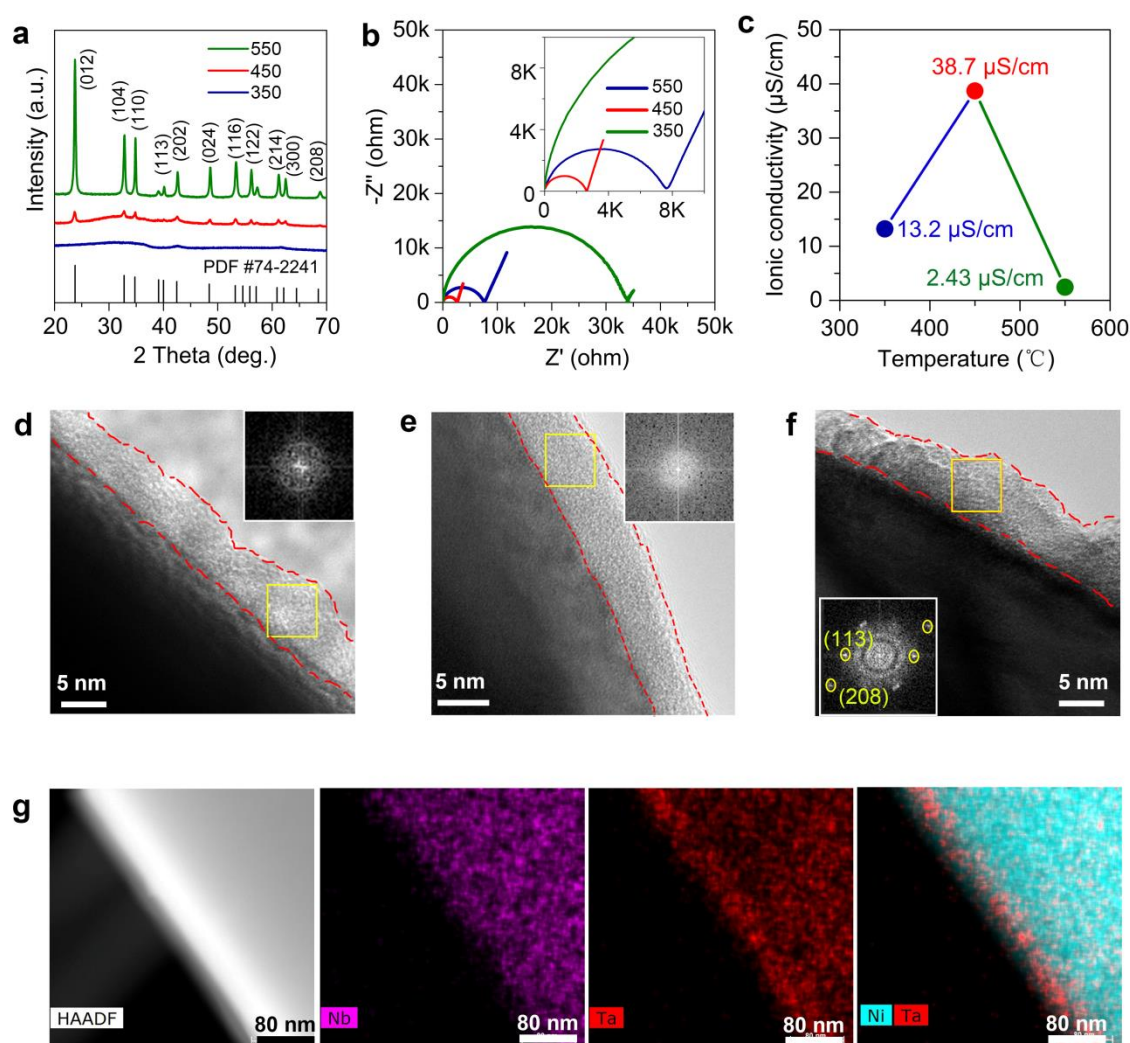 a
Intensity (a.u.)
550
450
350
(012)
(104)
(110)
(113)
(202)
(024)
(116)
(122)
(214)
(300)
(208)
PDF #74-2241
20 30 40 50 60 70
2 Theta (deg.)
b
-Z'' (ohm)
50k
40k
30k
20k
10k
0
0 10k 20k 30k 40k 50k
Z' (ohm)
8K
4K
0
0 4K 8K
550
450
350
c
Ionic conductivity (µS/cm)
50
40
30
20
10
0
38.7 µS/cm
13.2 µS/cm
2.43 µS/cm
300 400 500 600
Temperature (℃)
d
5 nm
e
5 nm
f
(113)
(208)
5 nm
g
HAADF
80 nm
Nb
80 nm
Ta
80 nm
Ni Ta
80 nm